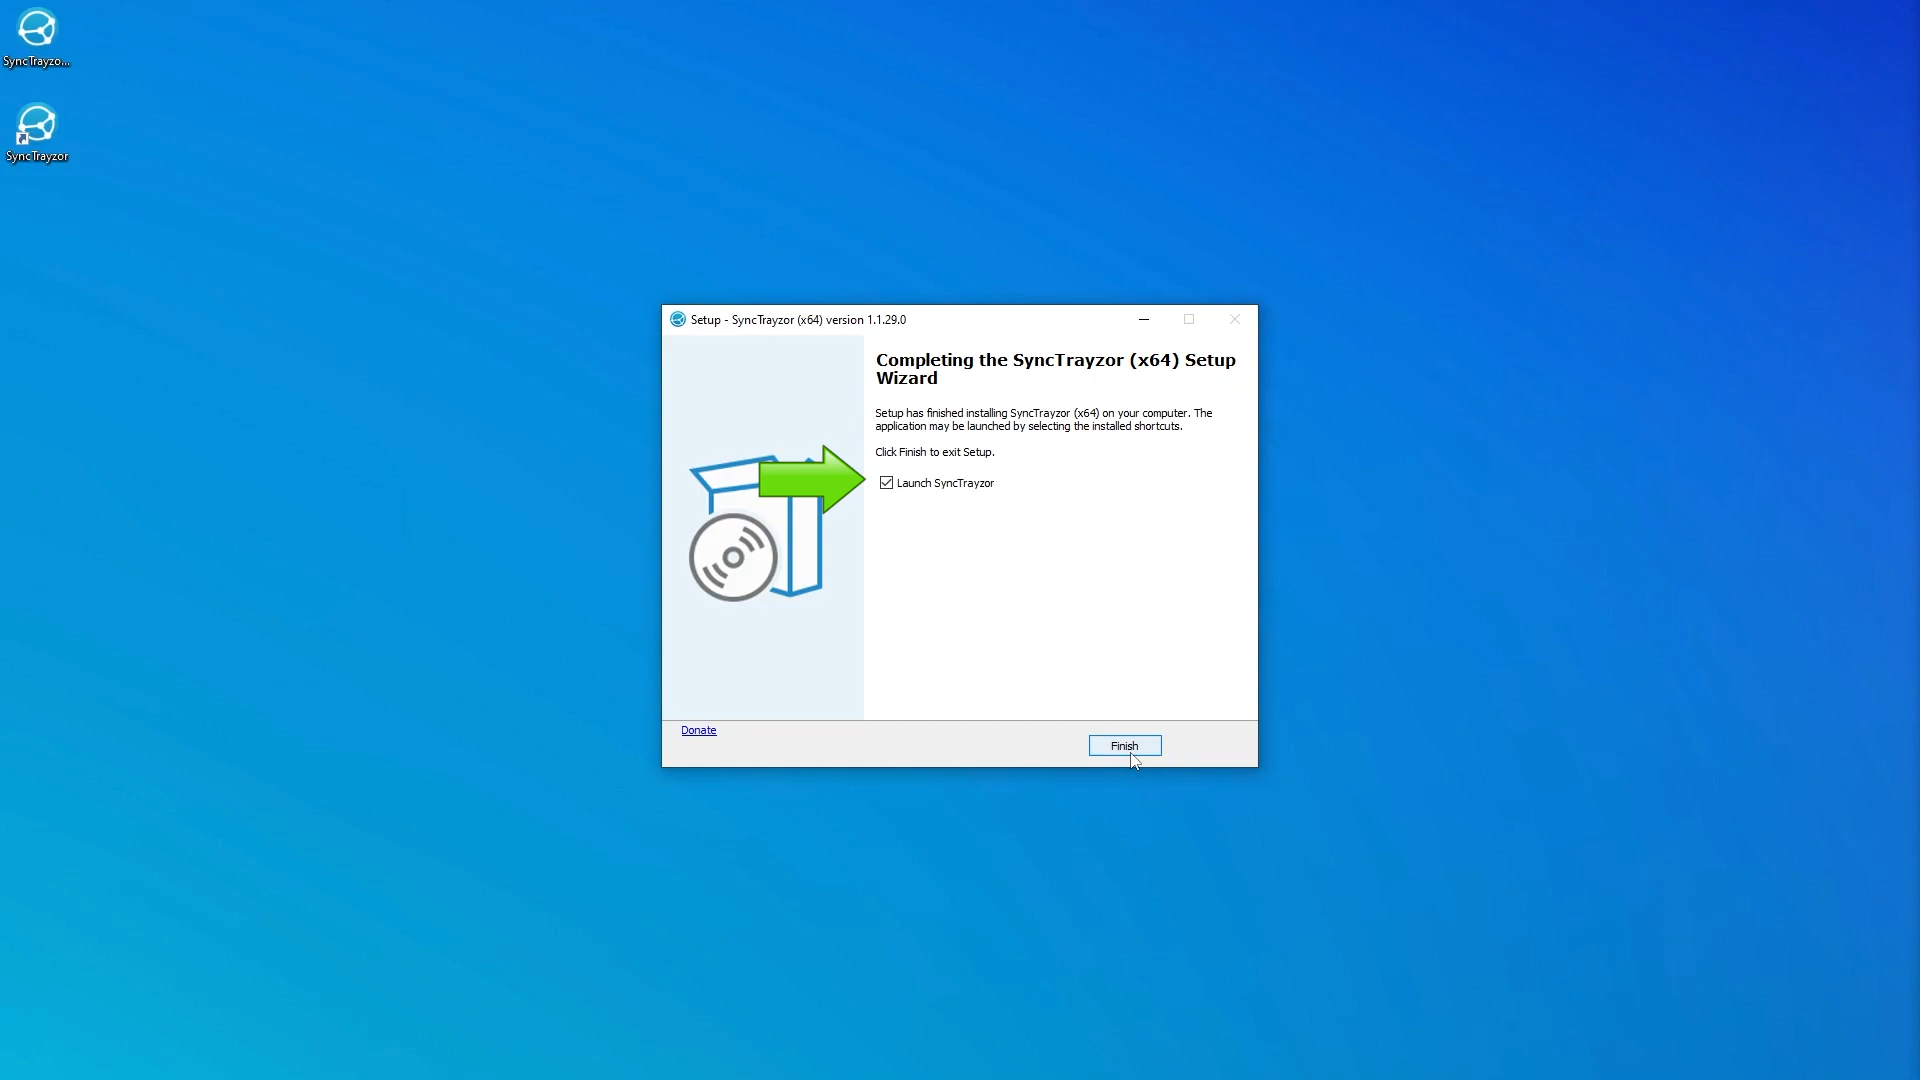 SyncTrayzo...
SyncTrayzor
Setup - SyncTrayzor (x64) version 1.1.29.0
Completing the SyncTrayzor (x64) Setup
Wizard
Setup has finished installing SyncTrayzor (x64) on your computer. The
application may be launched by selecting the installed shortcuts.
Click Finish to exit Setup.
Launch SyncTrayzor
Donate
Finish